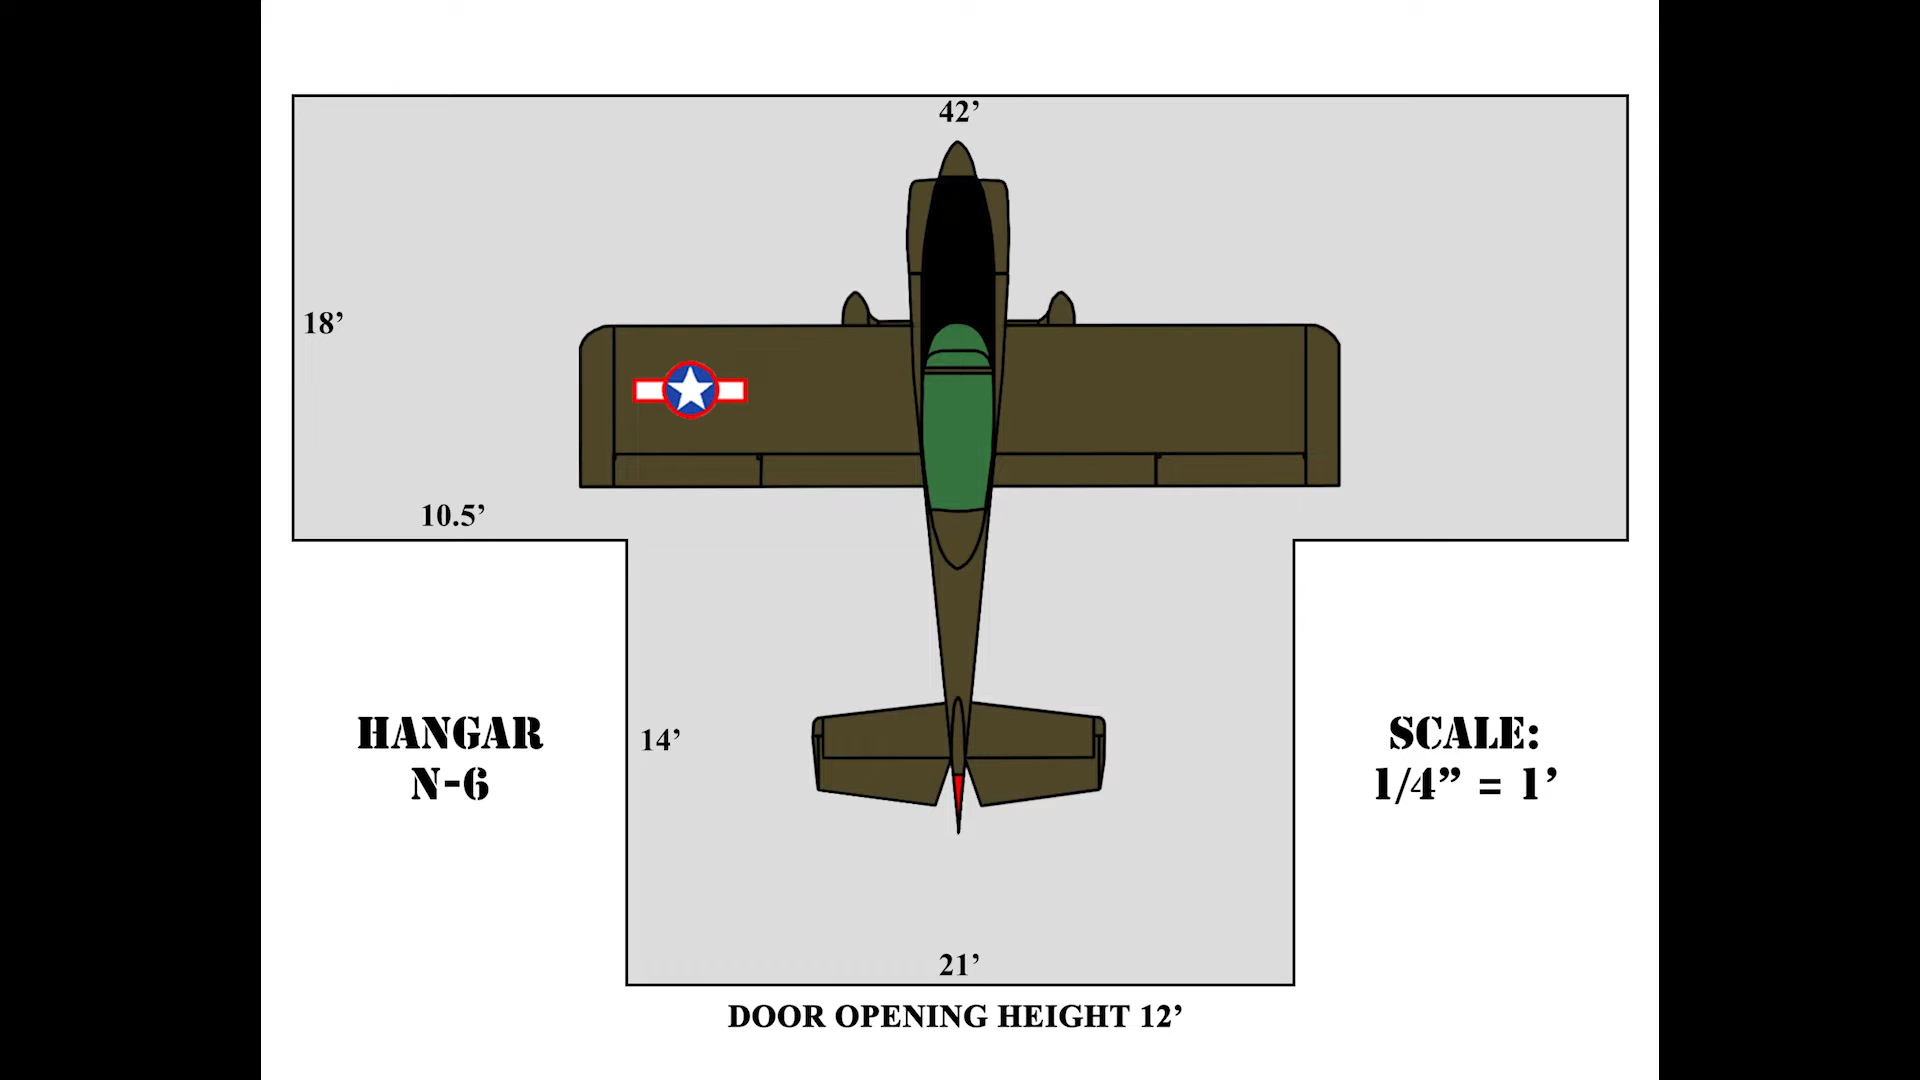 42’
18’
10.5’
HANGAR
N-6
14’
SCALE:
1/4” = 1’
21’
DOOR OPENING HEIGHT 12’